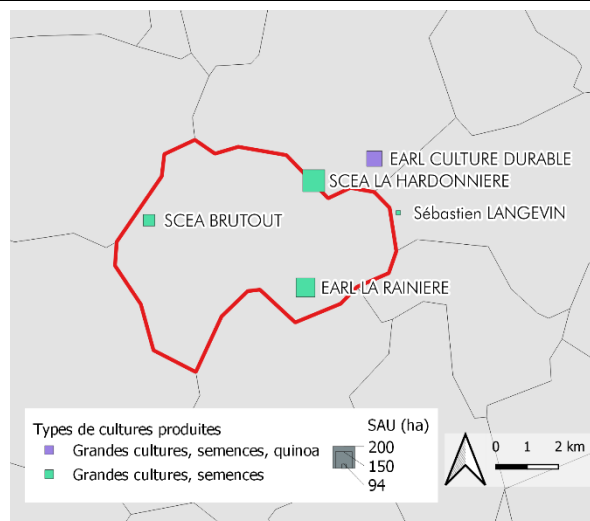 EARL CULTURE DURABLE
SCEA LA HARDONNIERE
Sébastien LANGEVIN
SCEA BRUTOUT
EARL LA RAINIERE
Types de cultures produites
Grandes cultures, semences, quinoa
Grandes cultures, semences
SAU (ha)
200
150
94
0 1 2 km